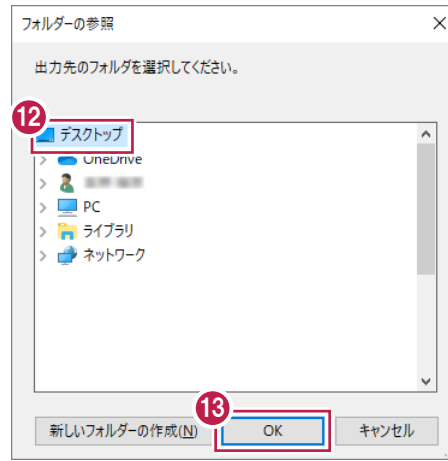 フォルダーの参照
出力先のフォルダを選択してください。
12
デスクトップ
OneDrive
PC
ライブラリ
ネットワーク
13
新しいフォルダーの作成(N) OK キャンセル